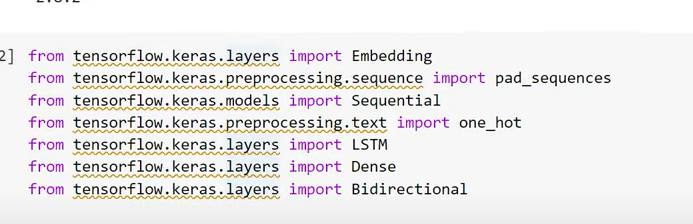 2] from tensorflow.keras.layers import Embedding
from tensorflow.keras.preprocessing.sequence import pad_sequences
from tensorflow.keras.models import Sequential
from tensorflow.keras.preprocessing.text import one_hot
from tensorflow.keras.layers import LSTM
from tensorflow.keras.layers import Dense
from tensorflow.keras.layers import Bidirectional